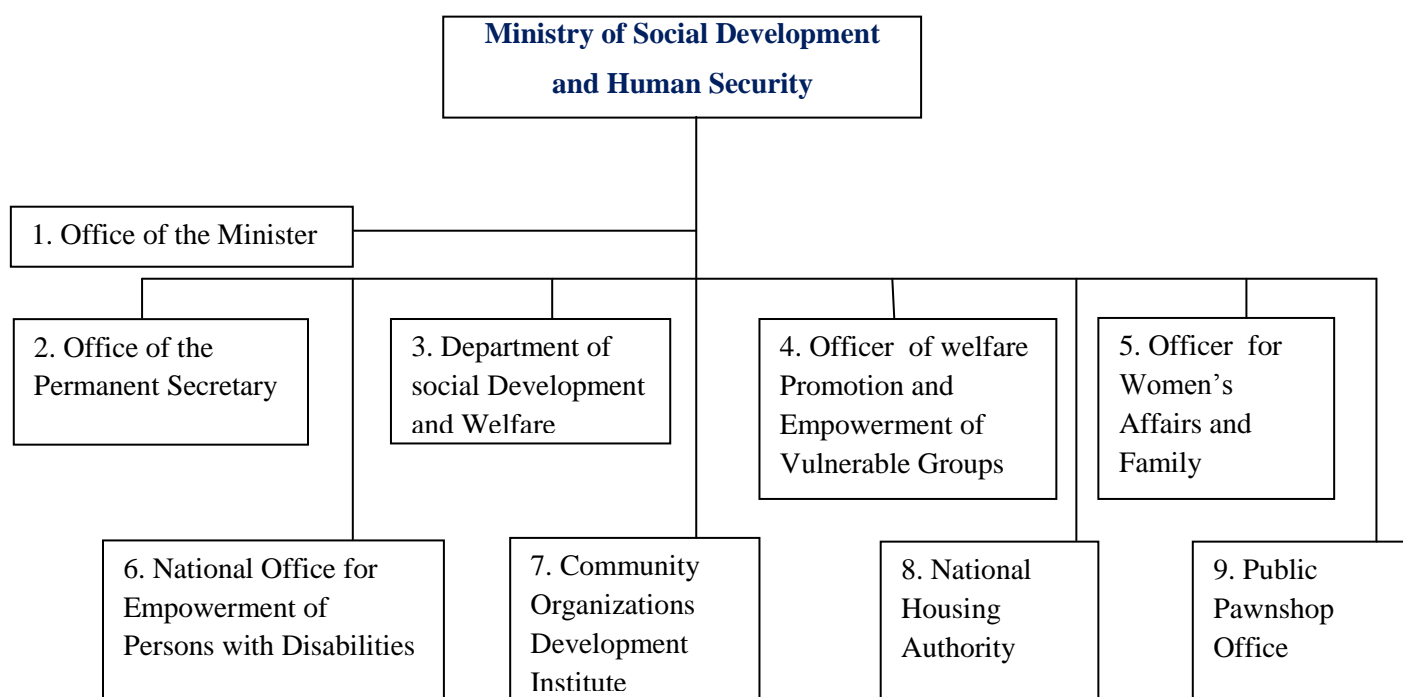 Ministry of Social Development
and Human Security
1. Office of the Minister
2. Office of the
Permanent Secretary
3. Department of
social Development
and Welfare
4. Officer of welfare
Promotion and
Empowerment of
Vulnerable Groups
5. Officer for
Women’s
Affairs and
Family
6. National Office for
Empowerment of
Persons with Disabilities
7. Community
Organizations
Development
Institute
8. National
Housing
Authority
9. Public
Pawnshop
Office